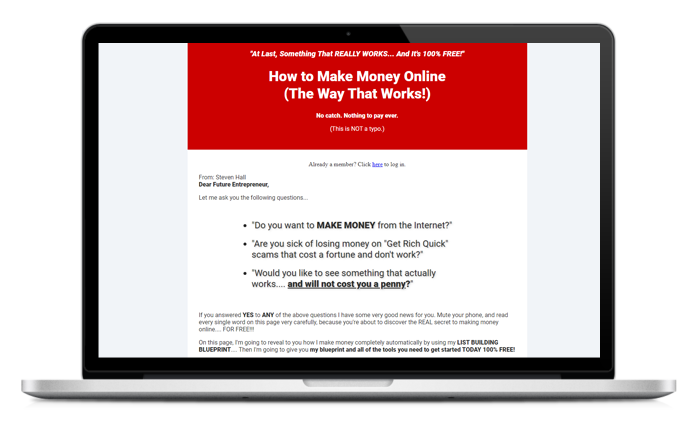 "At Last, Something That REALLY WORKS... And It's 100% FREE!"
How to Make Money Online
(The Way That Works!)
No catch. Nothing to pay ever.
(This is NOT a typo.)
Already a member? Click here to log in.
From: Steven Hall
Dear Future Entrepreneur,
Let me ask you the following questions...
• "Do you want to MAKE MONEY from the Internet?"
• "Are you sick of losing money on "Get Rich Quick"
scams that cost a fortune and don't work?"
• "Would you like to see something that actually
works.... and will not cost you a penny?"
If you answered YES to ANY of the above questions I have some very good news for you. Mute your phone, and read
every single word on this page very carefully, because you're about to discover the REAL secret to making money
online.... FOR FREE!!!
On this page, I'm going to reveal to you how I make money completely automatically by using my LIST BUILDING
BLUEPRINT.... Then I'm going to give you my blueprint and all of the tools you need to get started TODAY 100% FREE!